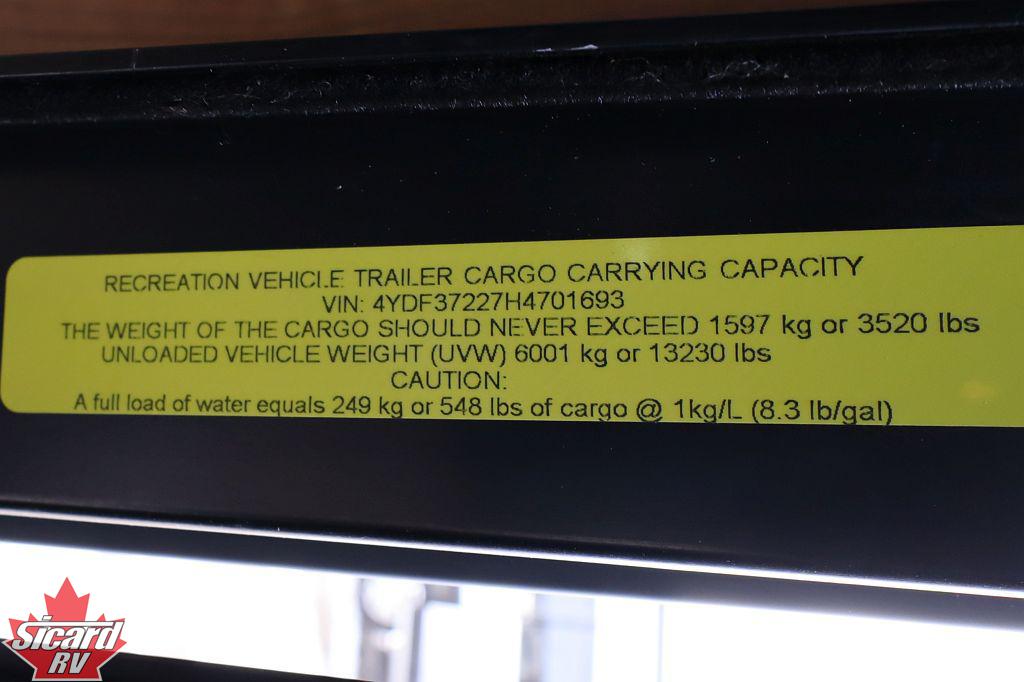 RECREATION VEHICLE TRAILER CARGO CARRYING CAPACITY
VIN: 4YDF37227H4701693
THE WEIGHT OF THE CARGO SHOULD NEVER EXCEED 1597 kg or 3520 lbs
UNLOADED VEHICLE WEIGHT (UVW) 6001 kg or 13230 lbs
CAUTION:
A full load of water equals 249 kg or 548 lbs of cargo @ 1kg/L (8.3 lb/gal)
Sicard
RV